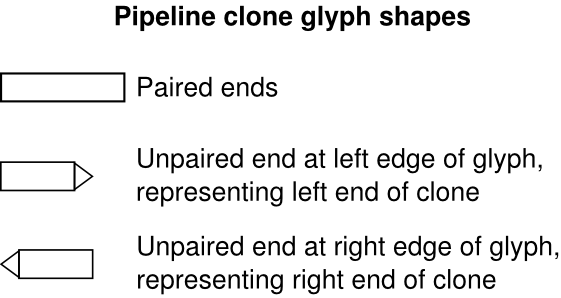 Pipeline clone glyph shapes
Paired ends
Unpaired end at left edge of glyph,
representing left end of clone
Unpaired end at right edge of glyph,
representing right end of clone